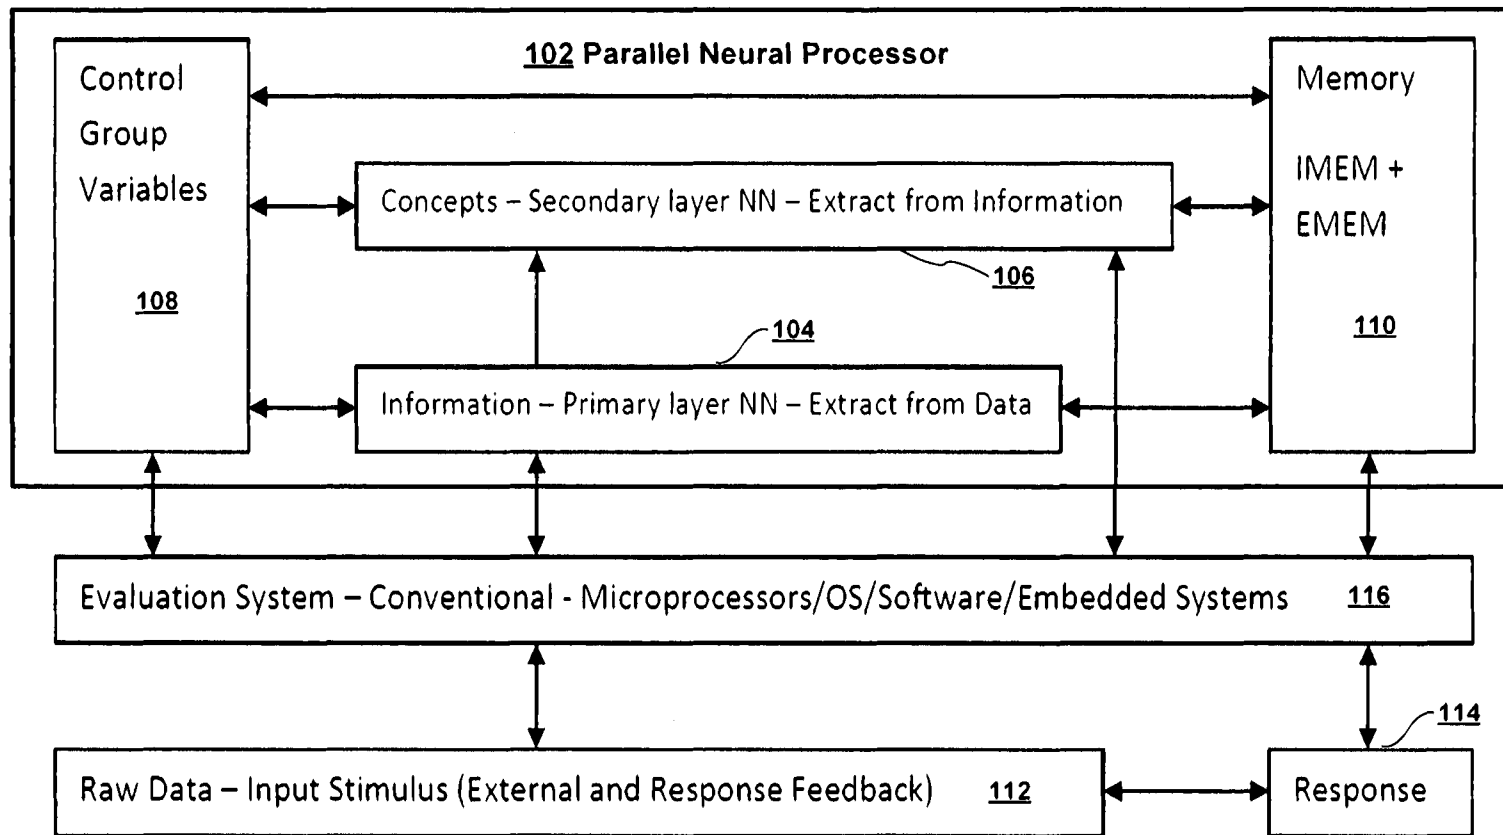 102 Parallel Neural Processor
Control
Group
Variables
108
Memory
IMEM +
EMEM
110
Concepts – Secondary layer NN – Extract from Information
106
104
Information – Primary layer NN – Extract from Data
Evaluation System – Conventional - Microprocessors/OS/Software/Embedded Systems 116
114
Raw Data – Input Stimulus (External and Response Feedback) 112
Response